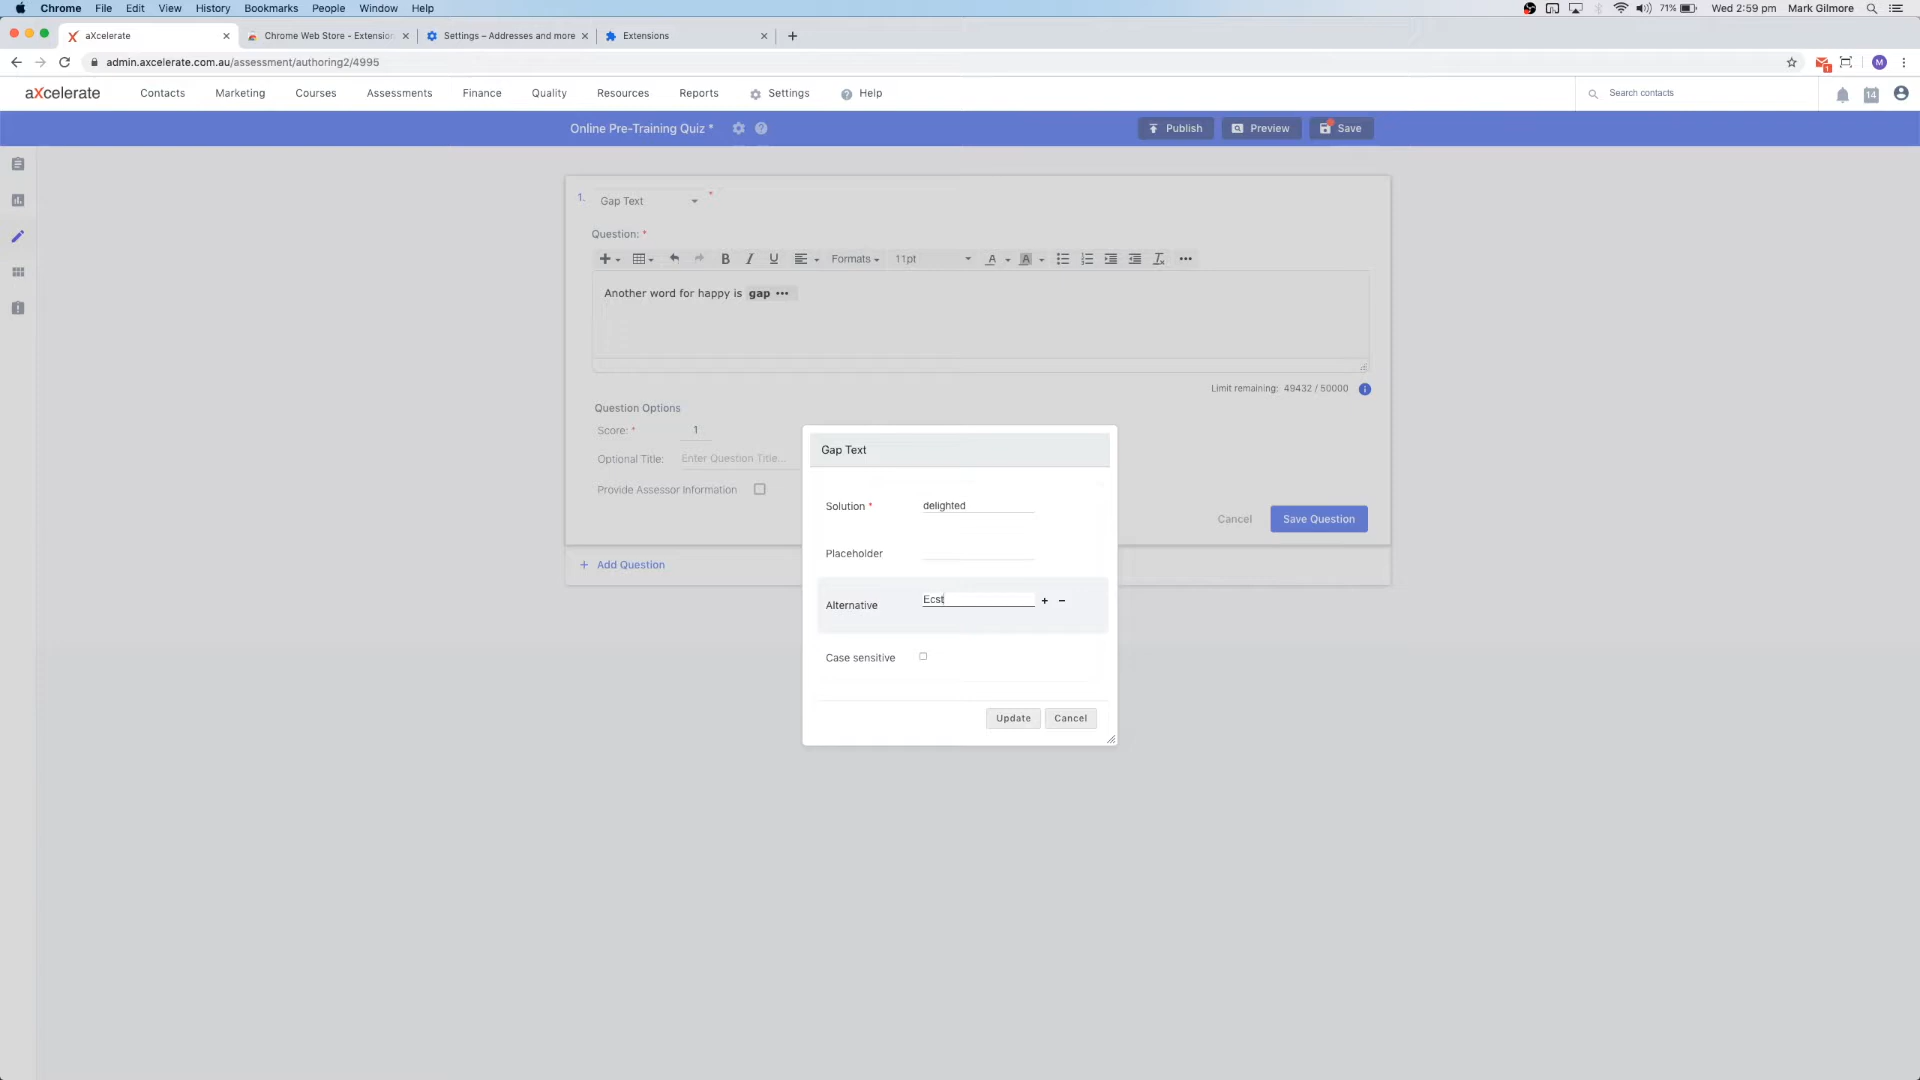 Chrome File Edit View History Bookmarks People Window Help 71% Wed 2:59 pm Mark Gilmore
aXcelerate Chrome Web Store - Extension Settings – Addresses and more Extensions
admin.axcelerate.com.au/assessment/authoring2/4995 1 M
aXcelerate Contacts Marketing Courses Assessments Finance Quality Resources Reports Settings Help Search contacts 14
Online Pre-Training Quiz * Publish Preview Save
1. Gap Text *
Question: *
B I U Formats 11pt A A
Another word for happy is gap •••
Limit remaining: 49432 / 50000
Question Options
Score: * 1
Optional Title: Enter Question Title...
Provide Assessor Information
Cancel Save Question
+ Add Question
Gap Text
Solution * delighted
Placeholder
Alternative Ecst + −
Case sensitive
Update Cancel